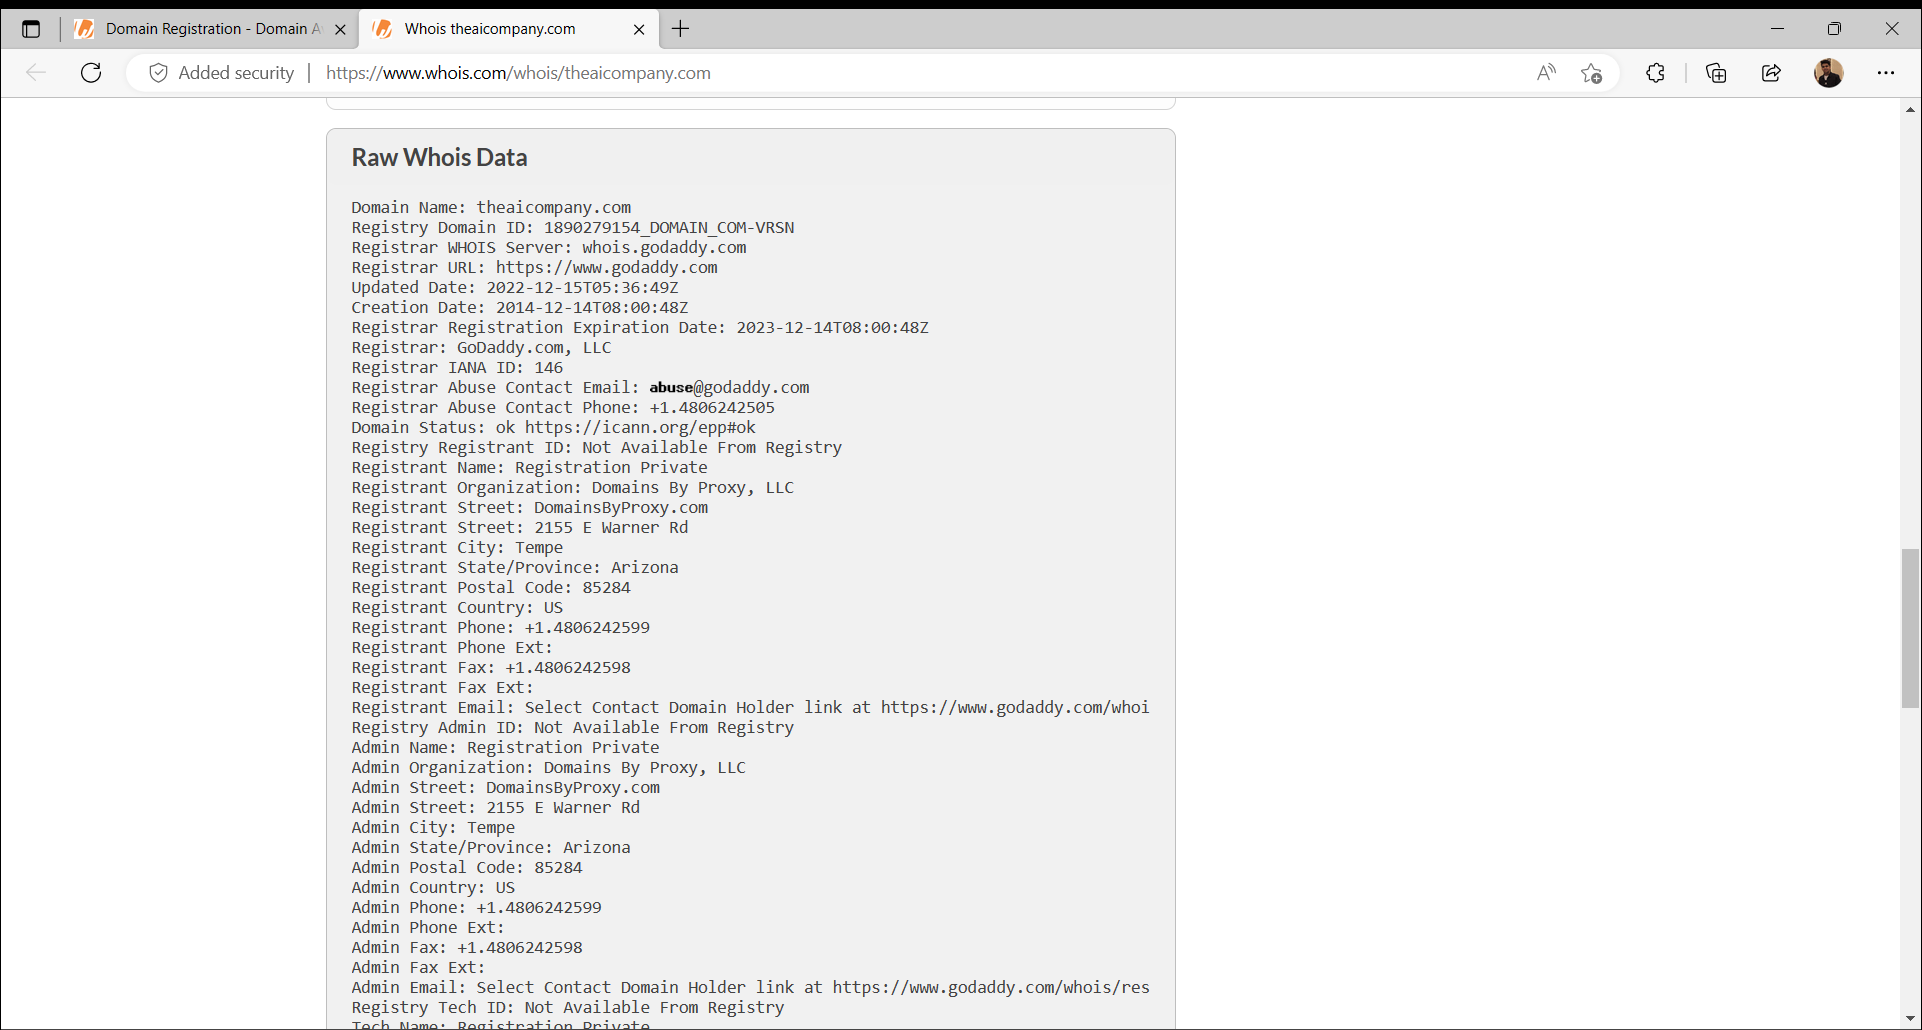 Domain Registration - Domain A
Whois theaicompany.com
Added security
https://www.whois.com/whois/theaicompany.com
Raw Whois Data
Domain Name: theaicompany.com
Registry Domain ID: 1890279154_DOMAIN_COM-VRSN
Registrar WHOIS Server: whois.godaddy.com
Registrar URL: https://www.godaddy.com
Updated Date: 2022-12-15T05:36:49Z
Creation Date: 2014-12-14T08:00:48Z
Registrar Registration Expiration Date: 2023-12-14T08:00:48Z
Registrar: GoDaddy.com, LLC
Registrar IANA ID: 146
Registrar Abuse Contact Email: abuse@godaddy.com
Registrar Abuse Contact Phone: +1.4806242505
Domain Status: ok https://icann.org/epp#ok
Registry Registrant ID: Not Available From Registry
Registrant Name: Registration Private
Registrant Organization: Domains By Proxy, LLC
Registrant Street: DomainsByProxy.com
Registrant Street: 2155 E Warner Rd
Registrant City: Tempe
Registrant State/Province: Arizona
Registrant Postal Code: 85284
Registrant Country: US
Registrant Phone: +1.4806242599
Registrant Phone Ext:
Registrant Fax: +1.4806242598
Registrant Fax Ext:
Registrant Email: Select Contact Domain Holder link at https://www.godaddy.com/whoi
Registry Admin ID: Not Available From Registry
Admin Name: Registration Private
Admin Organization: Domains By Proxy, LLC
Admin Street: DomainsByProxy.com
Admin Street: 2155 E Warner Rd
Admin City: Tempe
Admin State/Province: Arizona
Admin Postal Code: 85284
Admin Country: US
Admin Phone: +1.4806242599
Admin Phone Ext:
Admin Fax: +1.4806242598
Admin Fax Ext:
Admin Email: Select Contact Domain Holder link at https://www.godaddy.com/whois/res
Registry Tech ID: Not Available From Registry
Tech Name: Registration Private